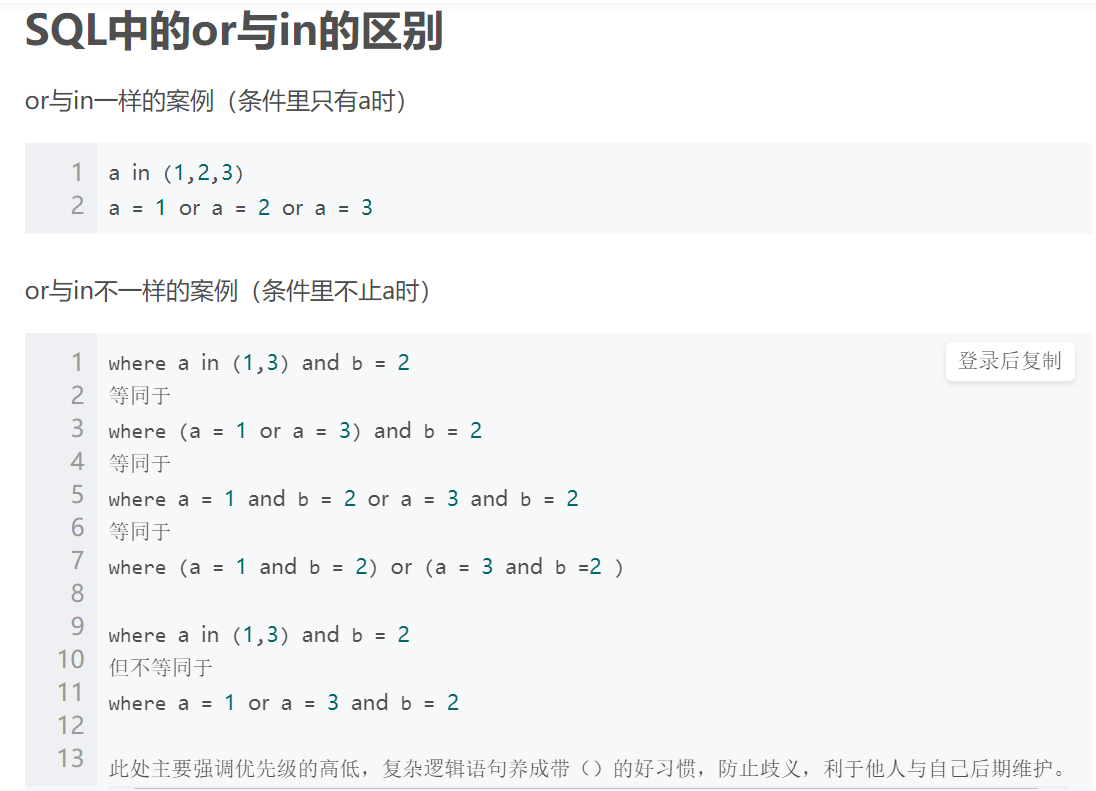 SQL中的or与in的区别
or与in一样的案例（条件里只有a时）
1 a in (1,2,3)
2 a = 1 or a = 2 or a = 3
or与in不一样的案例（条件里不止a时）
1 where a in (1,3) and b = 2
登录后复制
2 等同于
3 where (a = 1 or a = 3) and b = 2
4 等同于
5 where a = 1 and b = 2 or a = 3 and b = 2
6 等同于
7 where (a = 1 and b = 2) or (a = 3 and b =2 )
8
9 where a in (1,3) and b = 2
10 但不等同于
11 where a = 1 or a = 3 and b = 2
12
13 此处主要强调优先级的高低，复杂逻辑语句养成带（）的好习惯，防止歧义，利于他人与自己后期维护。